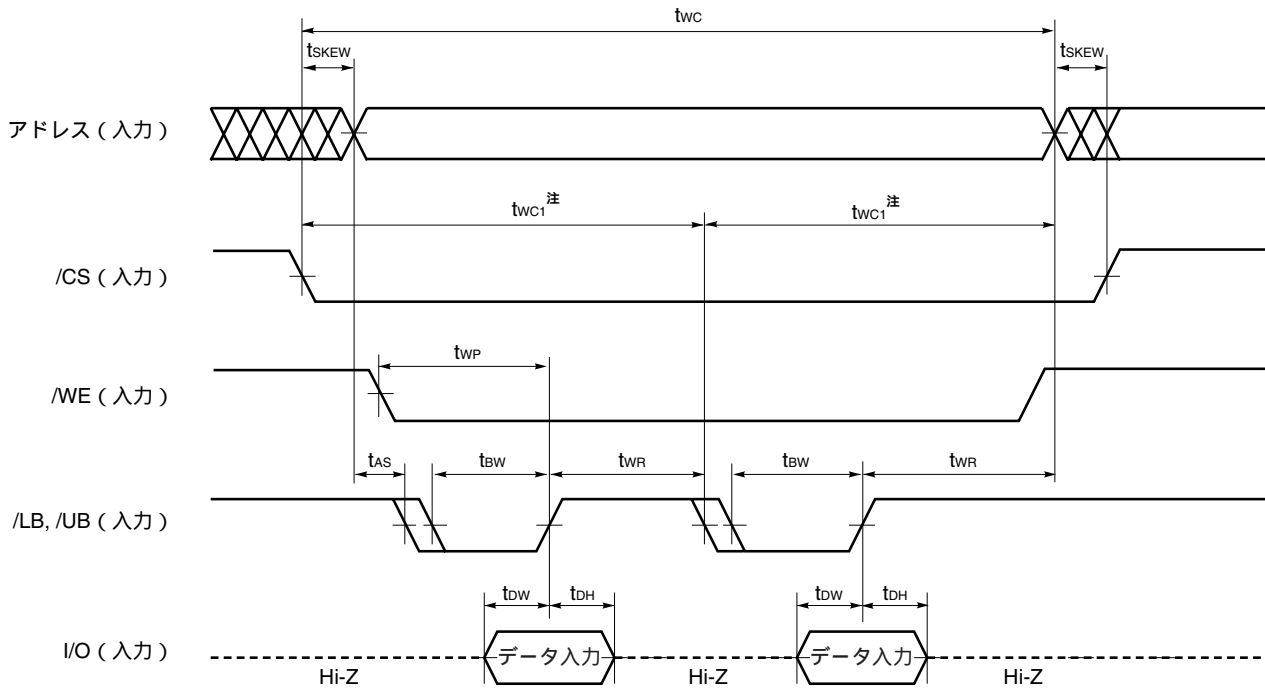 tWC
tSKEW tSKEW
アドレス（入力）
tWC1注 tWC1注
/CS（入力）
tWP
/WE（入力）
tAS tBW tWR tBW tWR
/LB, /UB（入力）
tDW tDH tDW tDH
I/O（入力） データ入力 データ入力
Hi-Z Hi-Z Hi-Z